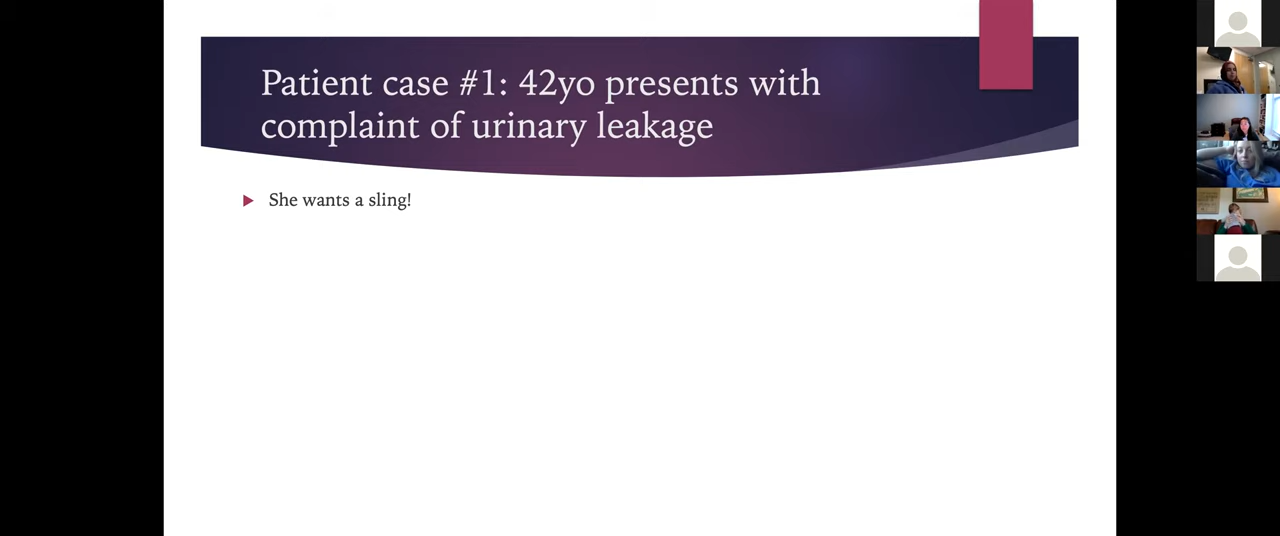 Patient case #1: 42yo presents with
complaint of urinary leakage
She wants a sling!